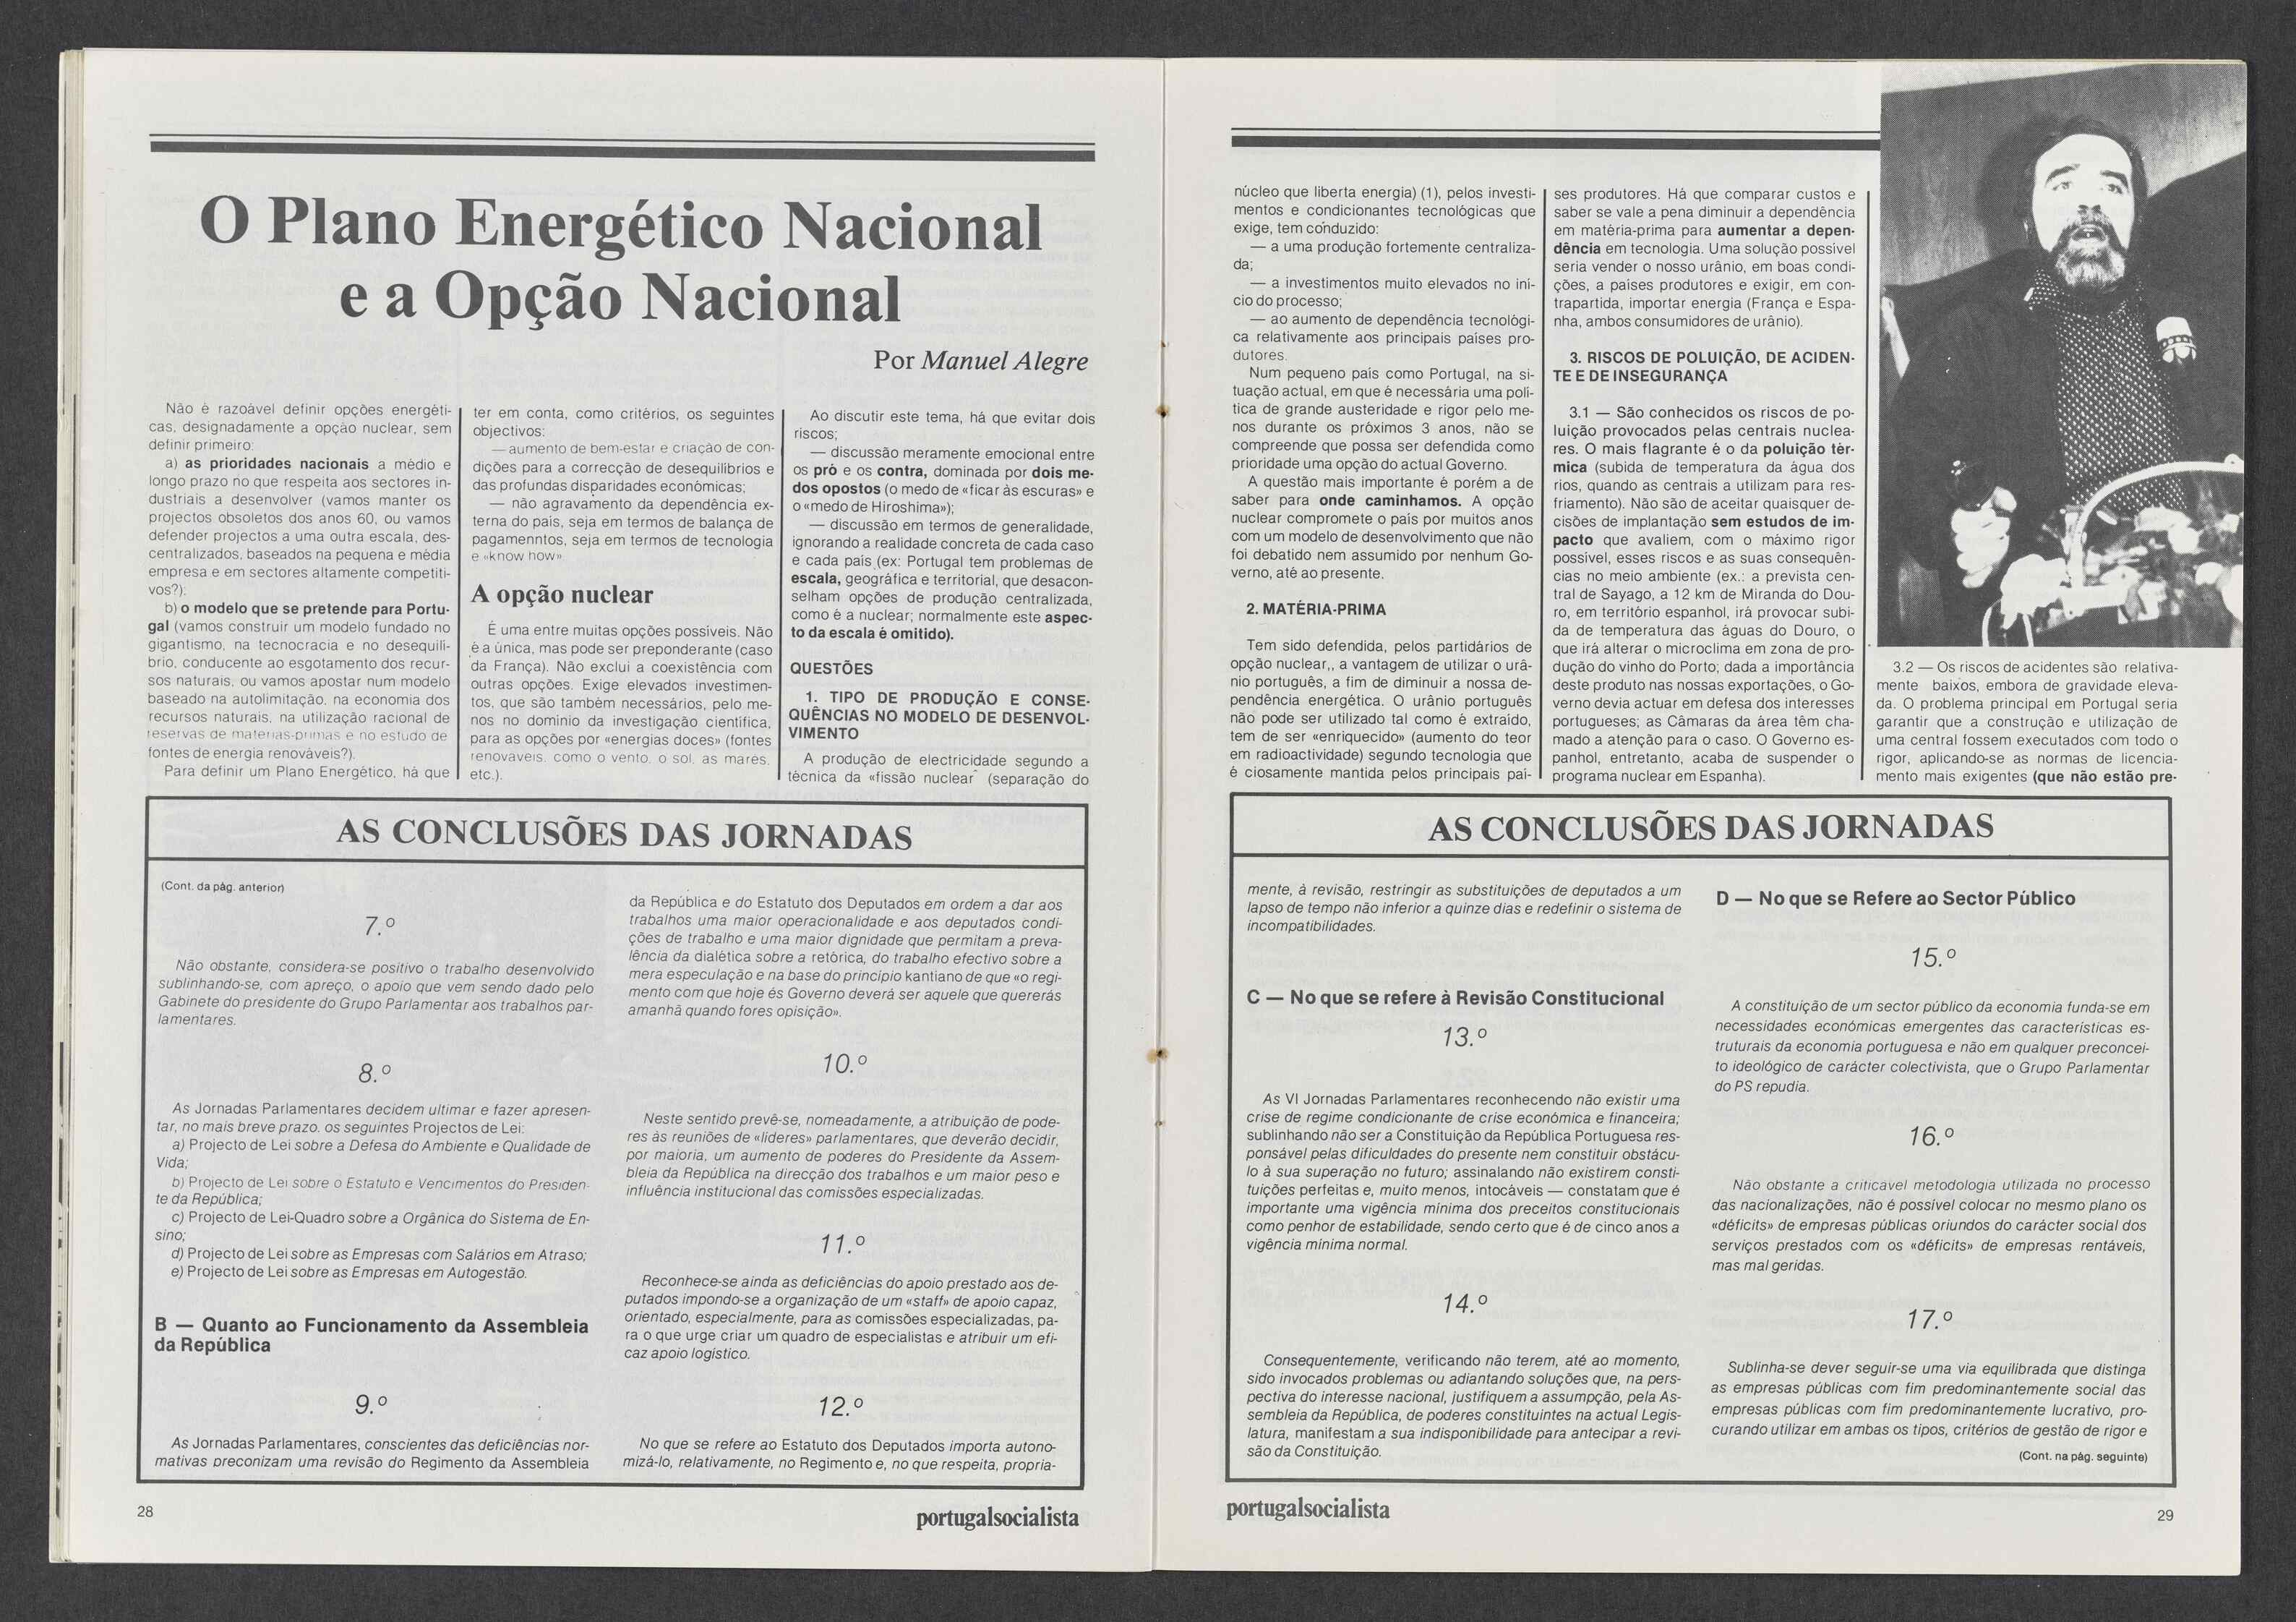 O Plano Energético Nacional
e a Opção Nacional
Por Manuel Alegre
Não é razoável definir opções energéti-
cas, designadamente a opção nuclear, sem
definir primeiro:
a) as prioridades nacionais a médio e
longo prazo no que respeita aos sectores in-
dustriais a desenvolver (vamos manter os
projectos obsoletos dos anos 60, ou vamos
defender projectos a uma outra escala, des-
centralizados, baseados na pequena e média
empresa e em sectores altamente competiti-
vos?);
b) o modelo que se pretende para Portu-
gal (vamos construir um modelo fundado no
gigantismo, na tecnocracia e no desequilí-
brio, conducente ao esgotamento dos recur-
sos naturais, ou vamos apostar num modelo
baseado na autolimitação, na economia dos
recursos naturais, na utilização racional de
reservas de matérias-primas e no estudo de
fontes de energia renováveis?).
Para definir um Plano Energético, há que
ter em conta, como critérios, os seguintes
objectivos:
— aumento de bem-estar e criação de con-
dições para a correcção de desequilíbrios e
das profundas disparidades económicas;
— não agravamento da dependência ex-
terna do país, seja em termos de balança de
pagamenntos, seja em termos de tecnologia
e «know how»
A opção nuclear
É uma entre muitas opções possíveis. Não
é a única, mas pode ser preponderante (caso
da França). Não exclui a coexistência com
outras opções. Exige elevados investimen-
tos, que são também necessários, pelo me-
nos no domínio da investigação científica,
para as opções por «energias doces» (fontes
renováveis, como o vento, o sol, as marés,
etc.).
Ao discutir este tema, há que evitar dois
riscos;
— discussão meramente emocional entre
os pró e os contra, dominada por dois me-
dos opostos (o medo de «ficar às escuras» e
o «medo de Hiroshima»);
— discussão em termos de generalidade,
ignorando a realidade concreta de cada caso
e cada país (ex: Portugal tem problemas de
escala, geográfica e territorial, que desacon-
selham opções de produção centralizada,
como é a nuclear; normalmente este aspec-
to da escala é omitido).
QUESTÕES
1. TIPO DE PRODUÇÃO E CONSE-
QUÊNCIAS NO MODELO DE DESENVOL-
VIMENTO
A produção de electricidade segundo a
técnica da «fissão nuclear" (separação do
AS CONCLUSÕES DAS JORNADAS
(Cont. da pág. anterior)
7.º
Não obstante, considera-se positivo o trabalho desenvolvido
sublinhando-se, com apreço, o apoio que vem sendo dado pelo
Gabinete do presidente do Grupo Parlamentar aos trabalhos par-
lamentares.
8.º
As Jornadas Parlamentares decidem ultimar e fazer apresen-
tar, no mais breve prazo, os seguintes Projectos de Lei:
a) Projecto de Lei sobre a Defesa do Ambiente e Qualidade de
Vida;
b) Projecto de Lei sobre o Estatuto e Vencimentos do Presiden-
te da República;
c) Projecto de Lei-Quadro sobre a Orgânica do Sistema de En-
sino;
d) Projecto de Lei sobre as Empresas com Salários em Atraso;
e) Projecto de Lei sobre as Empresas em Autogestão.
B — Quanto ao Funcionamento da Assembleia
da República
9.º
As Jornadas Parlamentares, conscientes das deficiências nor-
mativas preconizam uma revisão do Regimento da Assembleia
da República e do Estatuto dos Deputados em ordem a dar aos
trabalhos uma maior operacionalidade e aos deputados condi-
ções de trabalho e uma maior dignidade que permitam a preva-
lência da dialética sobre a retórica, do trabalho efectivo sobre a
mera especulação e na base do princípio kantiano de que «o regi-
mento com que hoje és Governo deverá ser aquele que quererás
amanhã quando fores opisição».
10.º
Neste sentido prevê-se, nomeadamente, a atribuição de pode-
res às reuniões de «líderes» parlamentares, que deverão decidir,
por maioria, um aumento de poderes do Presidente da Assem-
bleia da República na direcção dos trabalhos e um maior peso e
influência institucional das comissões especializadas.
11.º
Reconhece-se ainda as deficiências do apoio prestado aos de-
putados impondo-se a organização de um «staff» de apoio capaz,
orientado, especialmente, para as comissões especializadas, pa-
ra o que urge criar um quadro de especialistas e atribuir um efi-
caz apoio logístico.
12.º
No que se refere ao Estatuto dos Deputados importa autono-
mizá-lo, relativamente, no Regimento e, no que respeita, propria-
28
portugalsocialista
núcleo que liberta energia) (1), pelos investi-
mentos e condicionantes tecnológicas que
exige, tem conduzido:
— a uma produção fortemente centraliza-
da;
— a investimentos muito elevados no iní-
cio do processo;
— ao aumento de dependência tecnológi-
ca relativamente aos principais países pro-
dutores.
Num pequeno país como Portugal, na si-
tuação actual, em que é necessária uma polí-
tica de grande austeridade e rigor pelo me-
nos durante os próximos 3 anos, não se
compreende que possa ser defendida como
prioridade uma opção do actual Governo.
A questão mais importante é porém a de
saber para onde caminhamos. A opção
nuclear compromete o país por muitos anos
com um modelo de desenvolvimento que não
foi debatido nem assumido por nenhum Go-
verno, até ao presente.
2. MATÉRIA-PRIMA
Tem sido defendida, pelos partidários de
opção nuclear,, a vantagem de utilizar o urâ-
nio português, a fim de diminuir a nossa de-
pendência energética. O urânio português
não pode ser utilizado tal como é extraído,
tem de ser «enriquecido» (aumento do teor
em radioactividade) segundo tecnologia que
é ciosamente mantida pelos principais paí-
ses produtores. Há que comparar custos e
saber se vale a pena diminuir a dependência
em matéria-prima para aumentar a depen-
dência em tecnologia. Uma solução possível
seria vender o nosso urânio, em boas condi-
ções, a países produtores e exigir, em con-
trapartida, importar energia (França e Espa-
nha, ambos consumidores de urânio).
3. RISCOS DE POLUIÇÃO, DE ACIDEN-
TE E DE INSEGURANÇA
3.1 — São conhecidos os riscos de po-
luição provocados pelas centrais nuclea-
res. O mais flagrante é o da poluição tér-
mica (subida de temperatura da água dos
rios, quando as centrais a utilizam para res-
friamento). Não são de aceitar quaisquer de-
cisões de implantação sem estudos de im-
pacto que avaliem, com o máximo rigor
possível, esses riscos e as suas consequên-
cias no meio ambiente (ex.: a prevista cen-
tral de Sayago, a 12 km de Miranda do Dou-
ro, em território espanhol, irá provocar subi-
da de temperatura das águas do Douro, o
que irá alterar o microclima em zona de pro-
dução do vinho do Porto; dada a importância
deste produto nas nossas exportações, o Go-
verno devia actuar em defesa dos interesses
portugueses; as Câmaras da área têm cha-
mado a atenção para o caso. O Governo es-
panhol, entretanto, acaba de suspender o
programa nuclear em Espanha).
3.2 — Os riscos de acidentes são relativa-
mente baixos, embora de gravidade eleva-
da. O problema principal em Portugal seria
garantir que a construção e utilização de
uma central fossem executados com todo o
rigor, aplicando-se as normas de licencia-
mento mais exigentes (que não estão pre-
AS CONCLUSÕES DAS JORNADAS
mente, à revisão, restringir as substituições de deputados a um
lapso de tempo não inferior a quinze dias e redefinir o sistema de
incompatibilidades.
C — No que se refere à Revisão Constitucional
13.º
As VI Jornadas Parlamentares reconhecendo não existir uma
crise de regime condicionante de crise económica e financeira;
sublinhando não ser a Constituição da República Portuguesa res-
ponsável pelas dificuldades do presente nem constituir obstácu-
lo à sua superação no futuro; assinalando não existirem consti-
tuições perfeitas e, muito menos, intocáveis — constatam que é
importante uma vigência mínima dos preceitos constitucionais
como penhor de estabilidade, sendo certo que é de cinco anos a
vigência mínima normal.
14.º
Consequentemente, verificando não terem, até ao momento,
sido invocados problemas ou adiantando soluções que, na pers-
pectiva do interesse nacional, justifiquem a assumpção, pela As-
sembleia da República, de poderes constituintes na actual Legis-
latura, manifestam a sua indisponibilidade para antecipar a revi-
são da Constituição.
D — No que se Refere ao Sector Público
15.º
A constituição de um sector público da economia funda-se em
necessidades económicas emergentes das características es-
truturais da economia portuguesa e não em qualquer preconcei-
to ideológico de carácter colectivista, que o Grupo Parlamentar
do PS repudia.
16.º
Não obstante a criticável metodologia utilizada no processo
das nacionalizações, não é possível colocar no mesmo plano os
«déficits» de empresas públicas oriundos do carácter social dos
serviços prestados com os «déficits» de empresas rentáveis,
mas mal geridas.
17.º
Sublinha-se dever seguir-se uma via equilibrada que distinga
as empresas públicas com fim predominantemente social das
empresas públicas com fim predominantemente lucrativo, pro-
curando utilizar em ambas os tipos, critérios de gestão de rigor e
(Cont. na pág. seguinte)
portugalsocialista
29